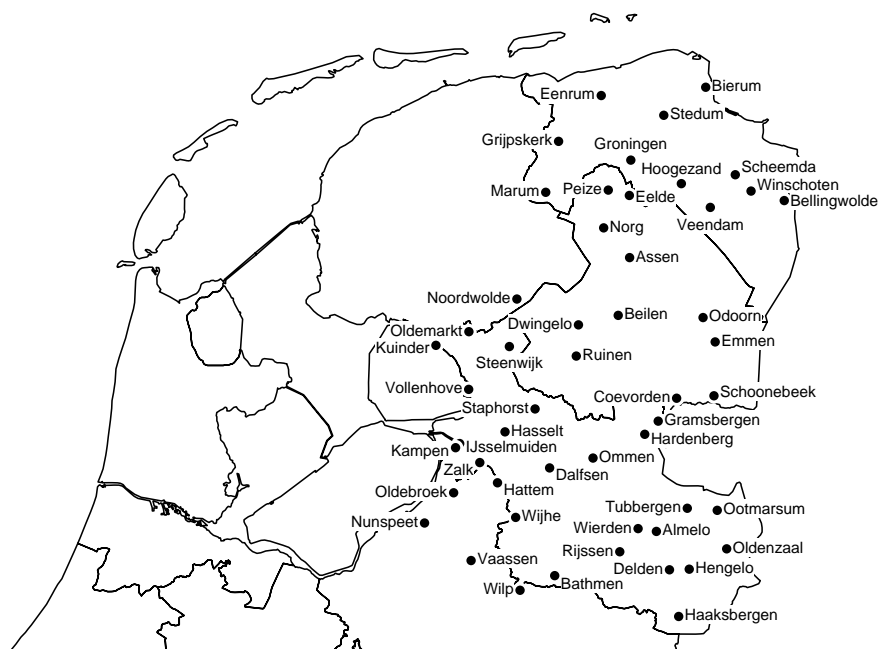 Bierum
Eenrum
Stedum
Grijpskerk
Groningen
Hoogezand
Scheemda
Marum
Peize
Eelde
Winschoten
Bellingwolde
Veendam
Norg
Assen
Noordwolde
Beilen
Odoorn
Dwingelo
Oldemarkt
Kuinder
Steenwijk
Emmen
Ruinen
Vollenhove
Coevorden
Schoonebeek
Staphorst
Gramsbergen
Hasselt
Hardenberg
IJsselmuiden
Kampen
Zalk
Dalfsen
Ommen
Hattem
Oldebroek
Tubbergen
Ootmarsum
Nunspeet
Wijhe
Wierden
Almelo
Rijssen
Oldenzaal
Vaassen
Delden
Hengelo
Bathmen
Wilp
Haaksbergen